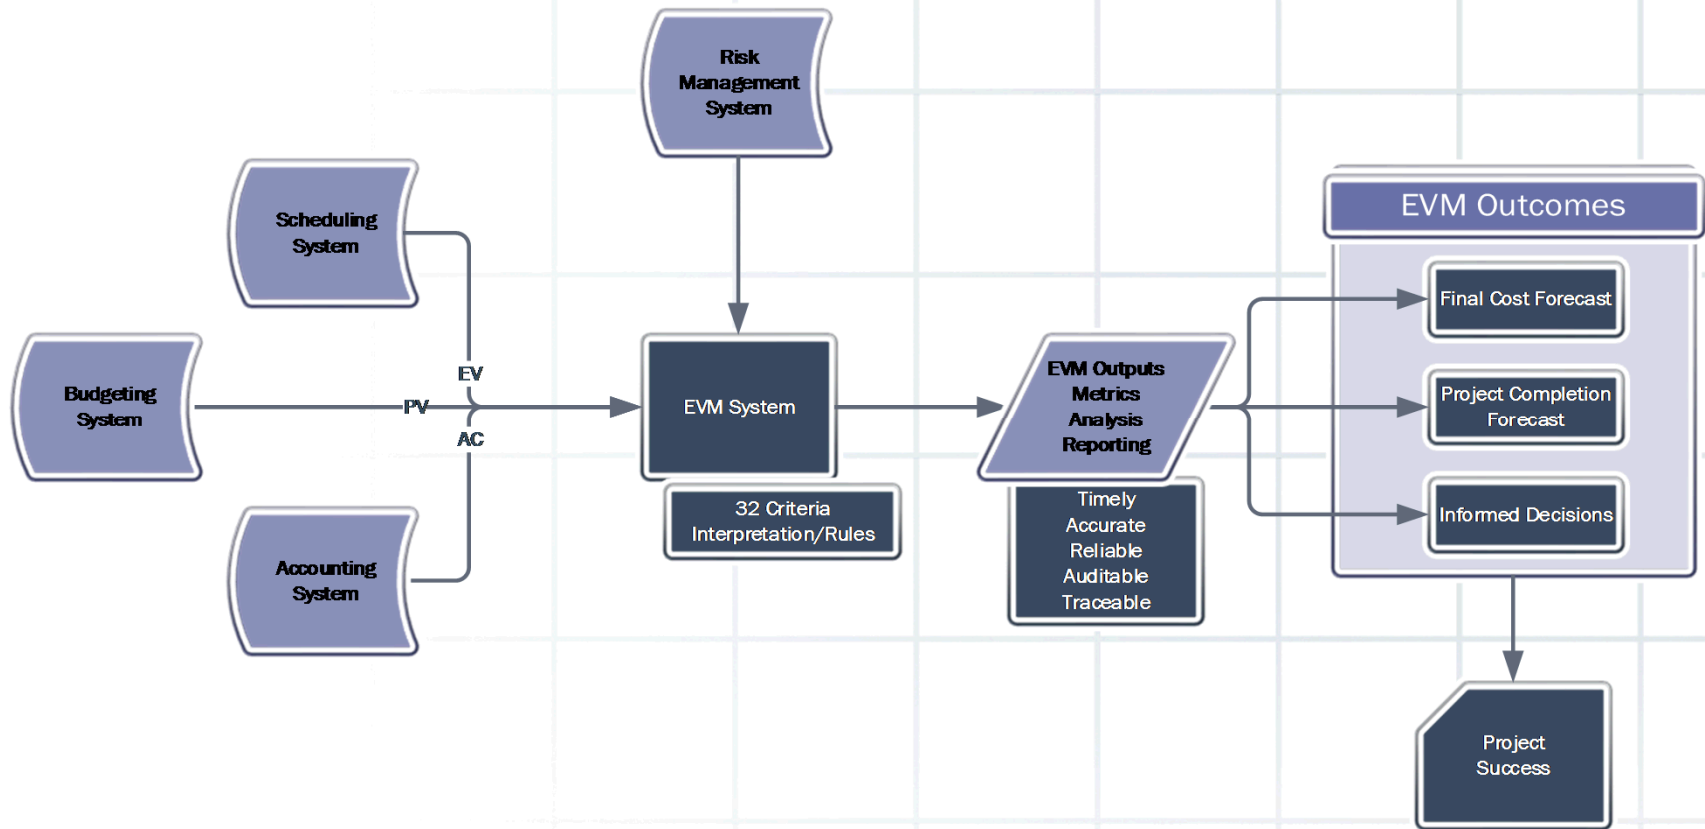 Risk
Management
System
Scheduling
System
Budgeting
System
Accounting
System
EV
PV
AC
EVM System
32 Criteria
Interpretation/Rules
EVM Outputs
Metrics
Analysis
Reporting
Timely
Accurate
Reliable
Auditable
Traceable
EVM Outcomes
Final Cost Forecast
Project Completion
Forecast
Informed Decisions
Project
Success